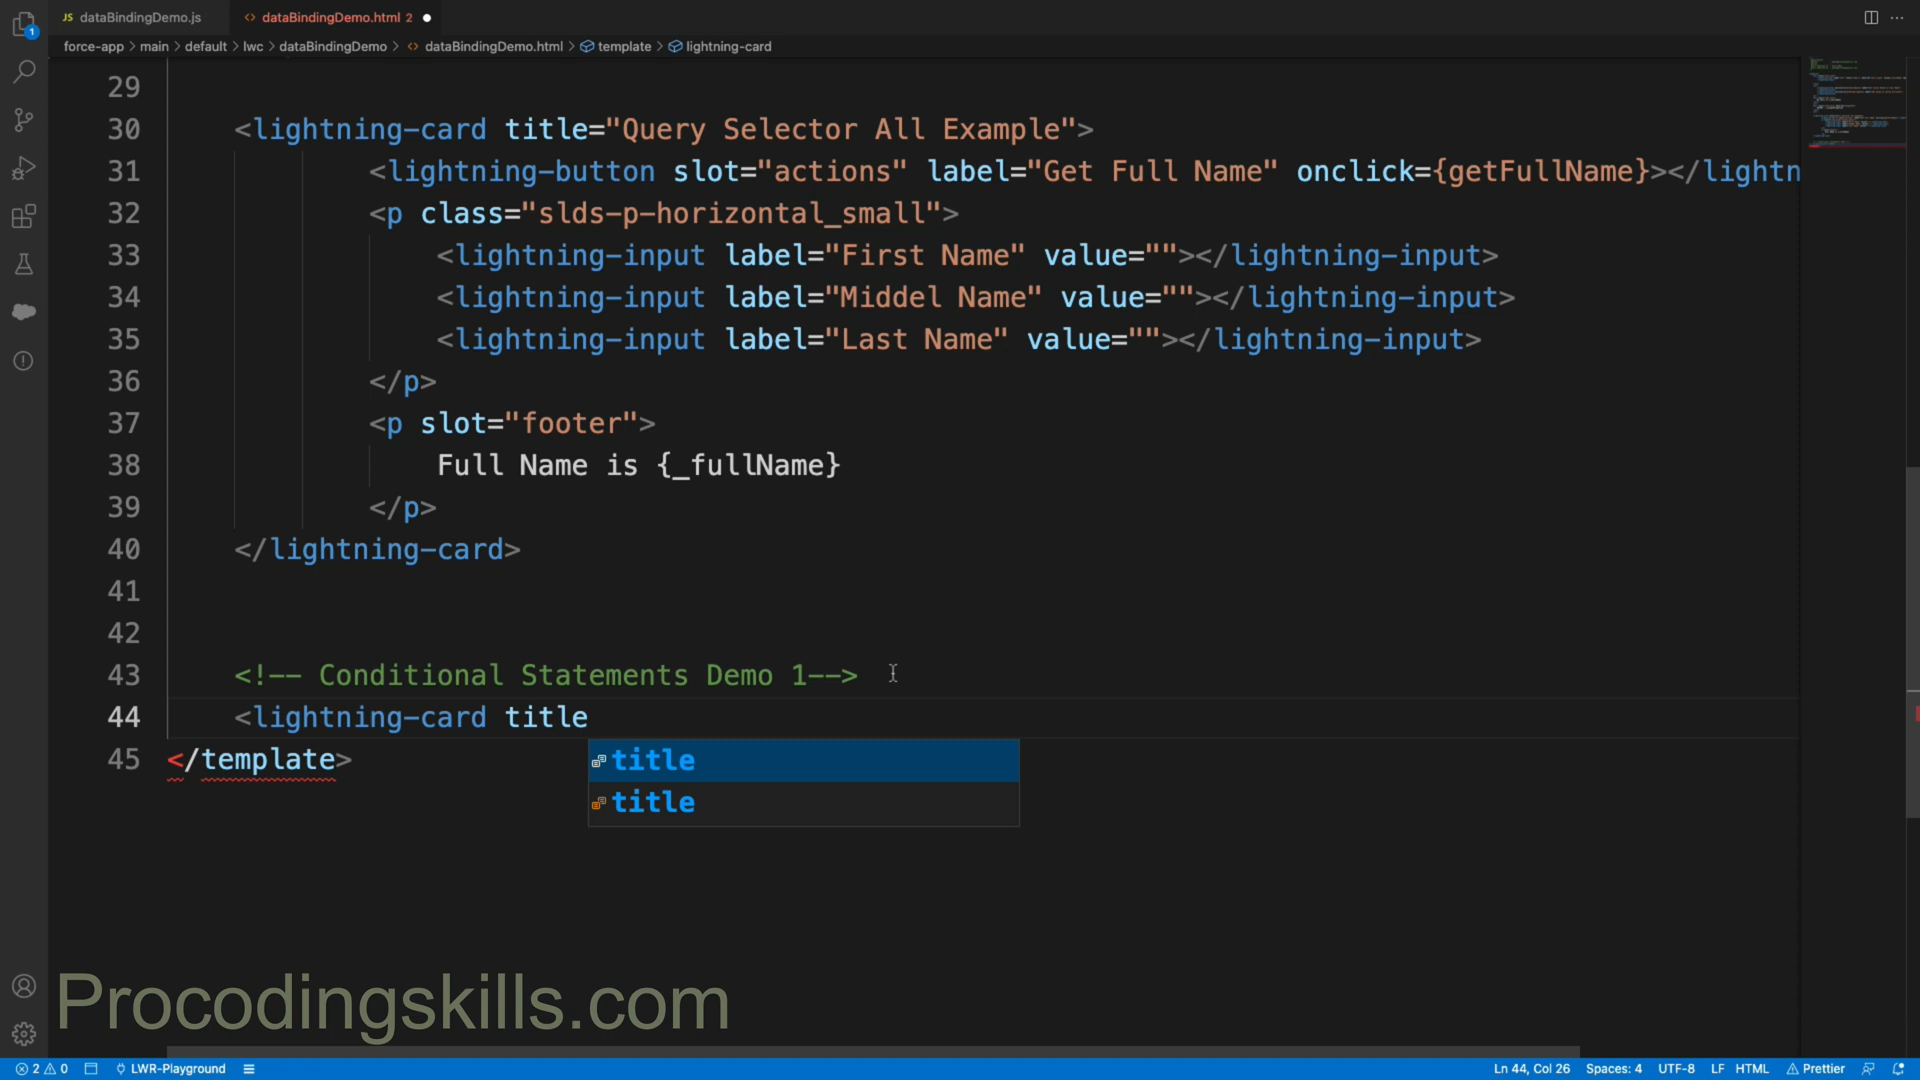 JS dataBindingDemo.js
<> dataBindingDemo.html 2
force-app > main > default > lwc > dataBindingDemo > <> dataBindingDemo.html > template > lightning-card
29
30 <lightning-card title="Query Selector All Example">
31 <lightning-button slot="actions" label="Get Full Name" onclick={getFullName}></lightn
32 <p class="slds-p-horizontal_small">
33 <lightning-input label="First Name" value=""></lightning-input>
34 <lightning-input label="Middel Name" value=""></lightning-input>
35 <lightning-input label="Last Name" value=""></lightning-input>
36 </p>
37 <p slot="footer">
38 Full Name is {_fullName}
39 </p>
40 </lightning-card>
41
42
43 <!-- Conditional Statements Demo 1-->
44 <lightning-card title
45 </template>
title
title
1
Procodingskills.com
2 0 LWR-Playground Ln 44, Col 26 Spaces: 4 UTF-8 LF HTML Prettier